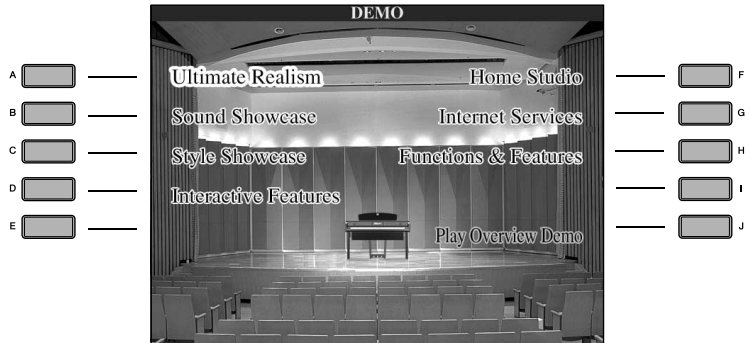 DEMO
A
Ultimate Realism
Home Studio
F
B
Sound Showcase
Internet Services
G
C
Style Showcase
Functions & Features
H
D
Interactive Features
I
E
Play Overview Demo
J